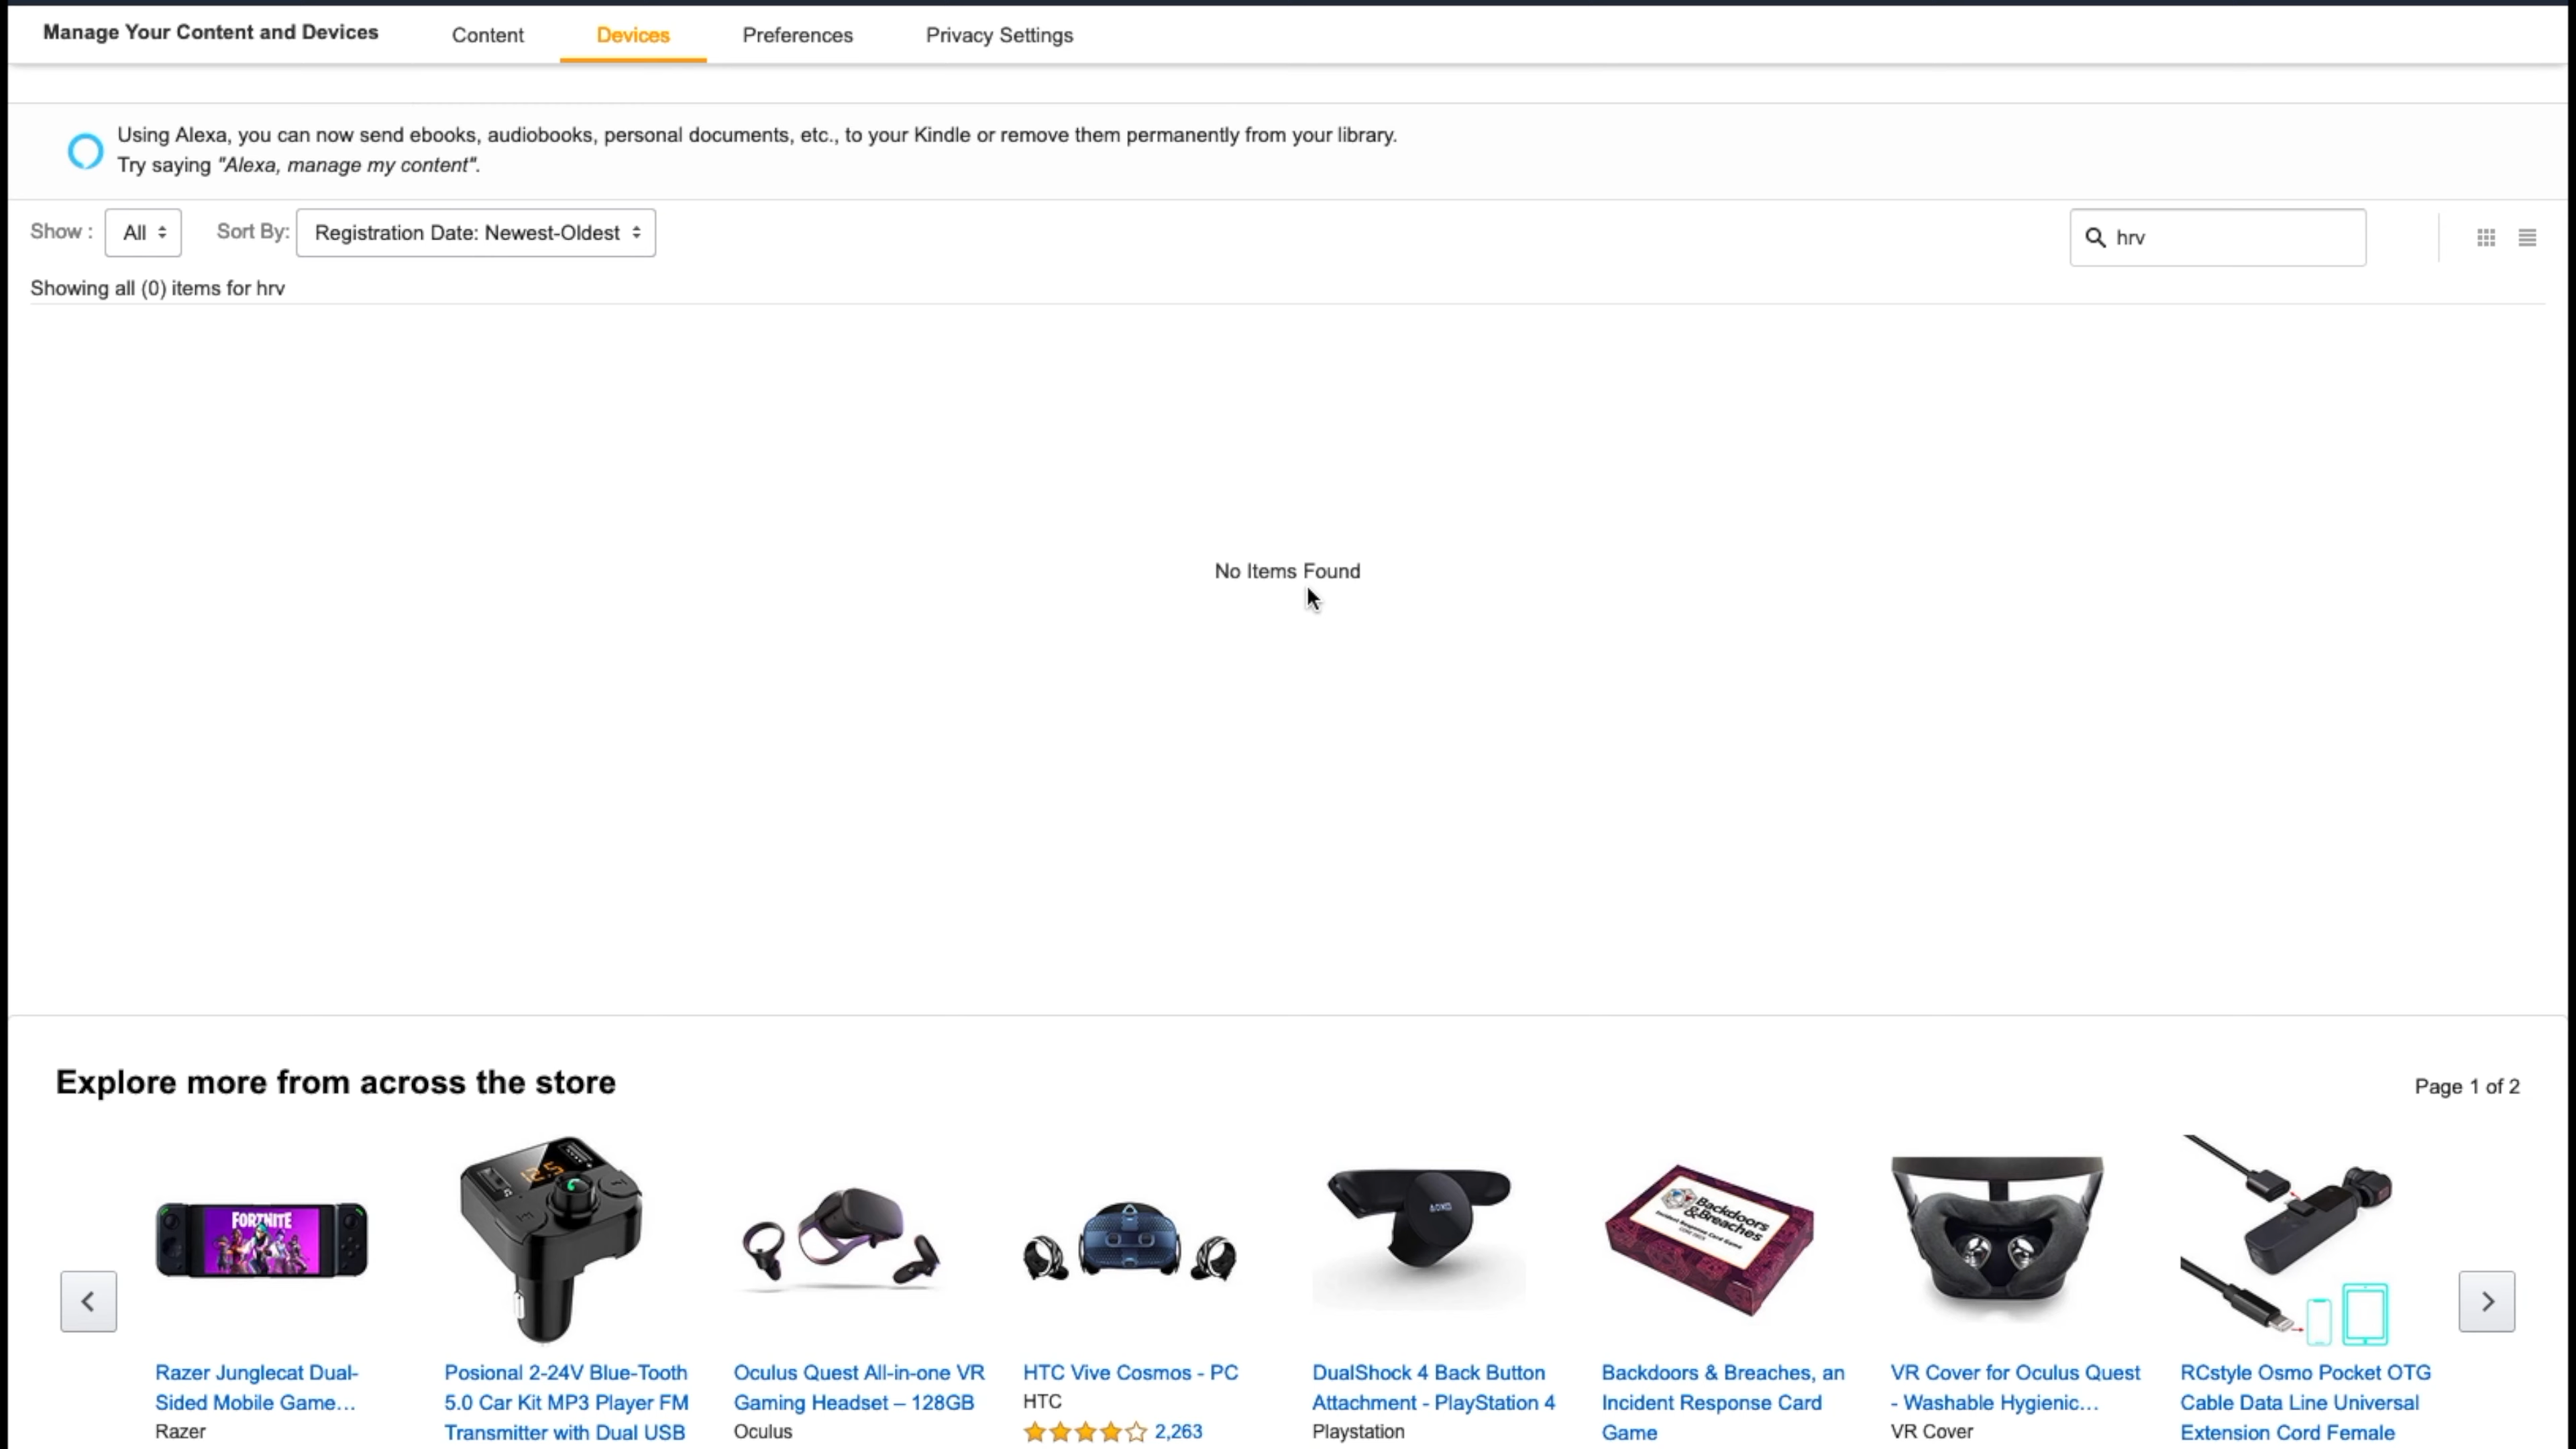 Manage Your Content and Devices
Content
Devices
Preferences
Privacy Settings
Using Alexa, you can now send ebooks, audiobooks, personal documents, etc., to your Kindle or remove them permanently from your library.
Try saying "Alexa, manage my content".
Show :
All
Sort By:
Registration Date: Newest-Oldest
hrv
Showing all (0) items for hrv
No Items Found
Explore more from across the store
Page 1 of 2
FORTNITE
Backdoors
&Breaches
Incident Response Card Game
Razer Junglecat Dual-
Sided Mobile Game…
Razer
Posional 2-24V Blue-Tooth
5.0 Car Kit MP3 Player FM
Transmitter with Dual USB
Oculus Quest All-in-one VR
Gaming Headset – 128GB
Oculus
HTC Vive Cosmos - PC
HTC
2,263
DualShock 4 Back Button
Attachment - PlayStation 4
Playstation
Backdoors & Breaches, an
Incident Response Card
Game
VR Cover for Oculus Quest
- Washable Hygienic…
VR Cover
RCstyle Osmo Pocket OTG
Cable Data Line Universal
Extension Cord Female